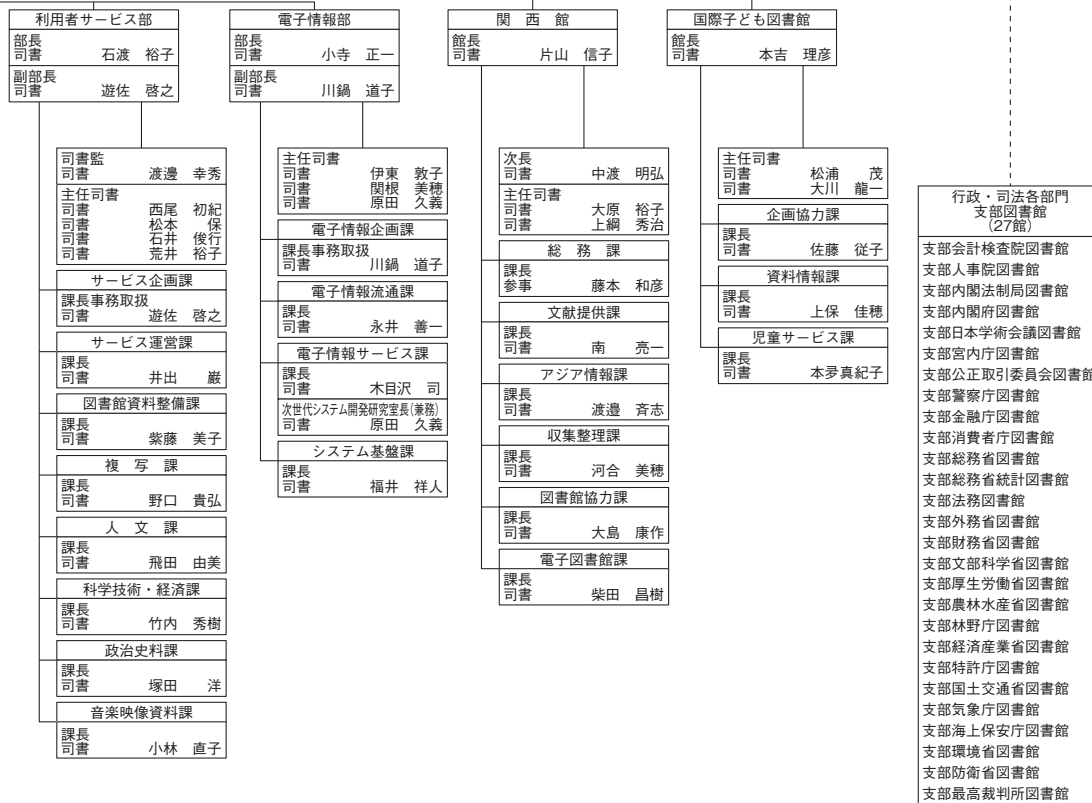 利用者サービス部
部長
司書 石渡 裕子
副部長
司書 遊佐 啓之
司書監
司書 渡邊 幸秀
主任司書
司書 西尾 初紀
司書 松本 保
司書 石井 俊行
司書 荒井 裕子
サービス企画課
課長事務取扱
司書 遊佐 啓之
サービス運営課
課長
司書 井出 巌
図書館資料整備課
課長
司書 紫藤 美子
複写課
課長
司書 野口 貴弘
人文課
課長
司書 飛田 由美
科学技術・経済課
課長
司書 竹内 秀樹
政治史料課
課長
司書 塚田 洋
音楽映像資料課
課長
司書 小林 直子
電子情報部
部長
司書 小寺 正一
副部長
司書 川鍋 道子
主任司書
司書 伊東 敦子
司書 関根 美穂
司書 原田 久義
電子情報企画課
課長事務取扱
司書 川鍋 道子
電子情報流通課
課長
司書 永井 善一
電子情報サービス課
課長
司書 木目沢 司
次世代システム開発研究室長(兼務)
司書 原田 久義
システム基盤課
課長
司書 福井 祥人
関西館
館長
司書 片山 信子
次長
司書 中渡 明弘
主任司書
司書 大原 裕子
司書 上綱 秀治
総務課
課長
参事 藤本 和彦
文献提供課
課長
司書 南 亮一
アジア情報課
課長
司書 渡邉 斉志
収集整理課
課長
司書 河合 美穂
図書館協力課
課長
司書 大島 康作
電子図書館課
課長
司書 柴田 昌樹
国際子ども図書館
館長
司書 本吉 理彦
主任司書
司書 松浦 茂
司書 大川 龍一
企画協力課
課長
司書 佐藤 従子
資料情報課
課長
司書 上保 佳穂
児童サービス課
課長
司書 本夛真紀子
行政・司法各部門
支部図書館
(27館)
支部会計検査院図書館
支部人事院図書館
支部内閣法制局図書館
支部内閣府図書館
支部日本学術会議図書館
支部宮内庁図書館
支部公正取引委員会図書館
支部警察庁図書館
支部金融庁図書館
支部消費者庁図書館
支部総務省図書館
支部総務省統計図書館
支部法務図書館
支部外務省図書館
支部財務省図書館
支部文部科学省図書館
支部厚生労働省図書館
支部農林水産省図書館
支部林野庁図書館
支部経済産業省図書館
支部特許庁図書館
支部国土交通省図書館
支部気象庁図書館
支部海上保安庁図書館
支部環境省図書館
支部防衛省図書館
支部最高裁判所図書館